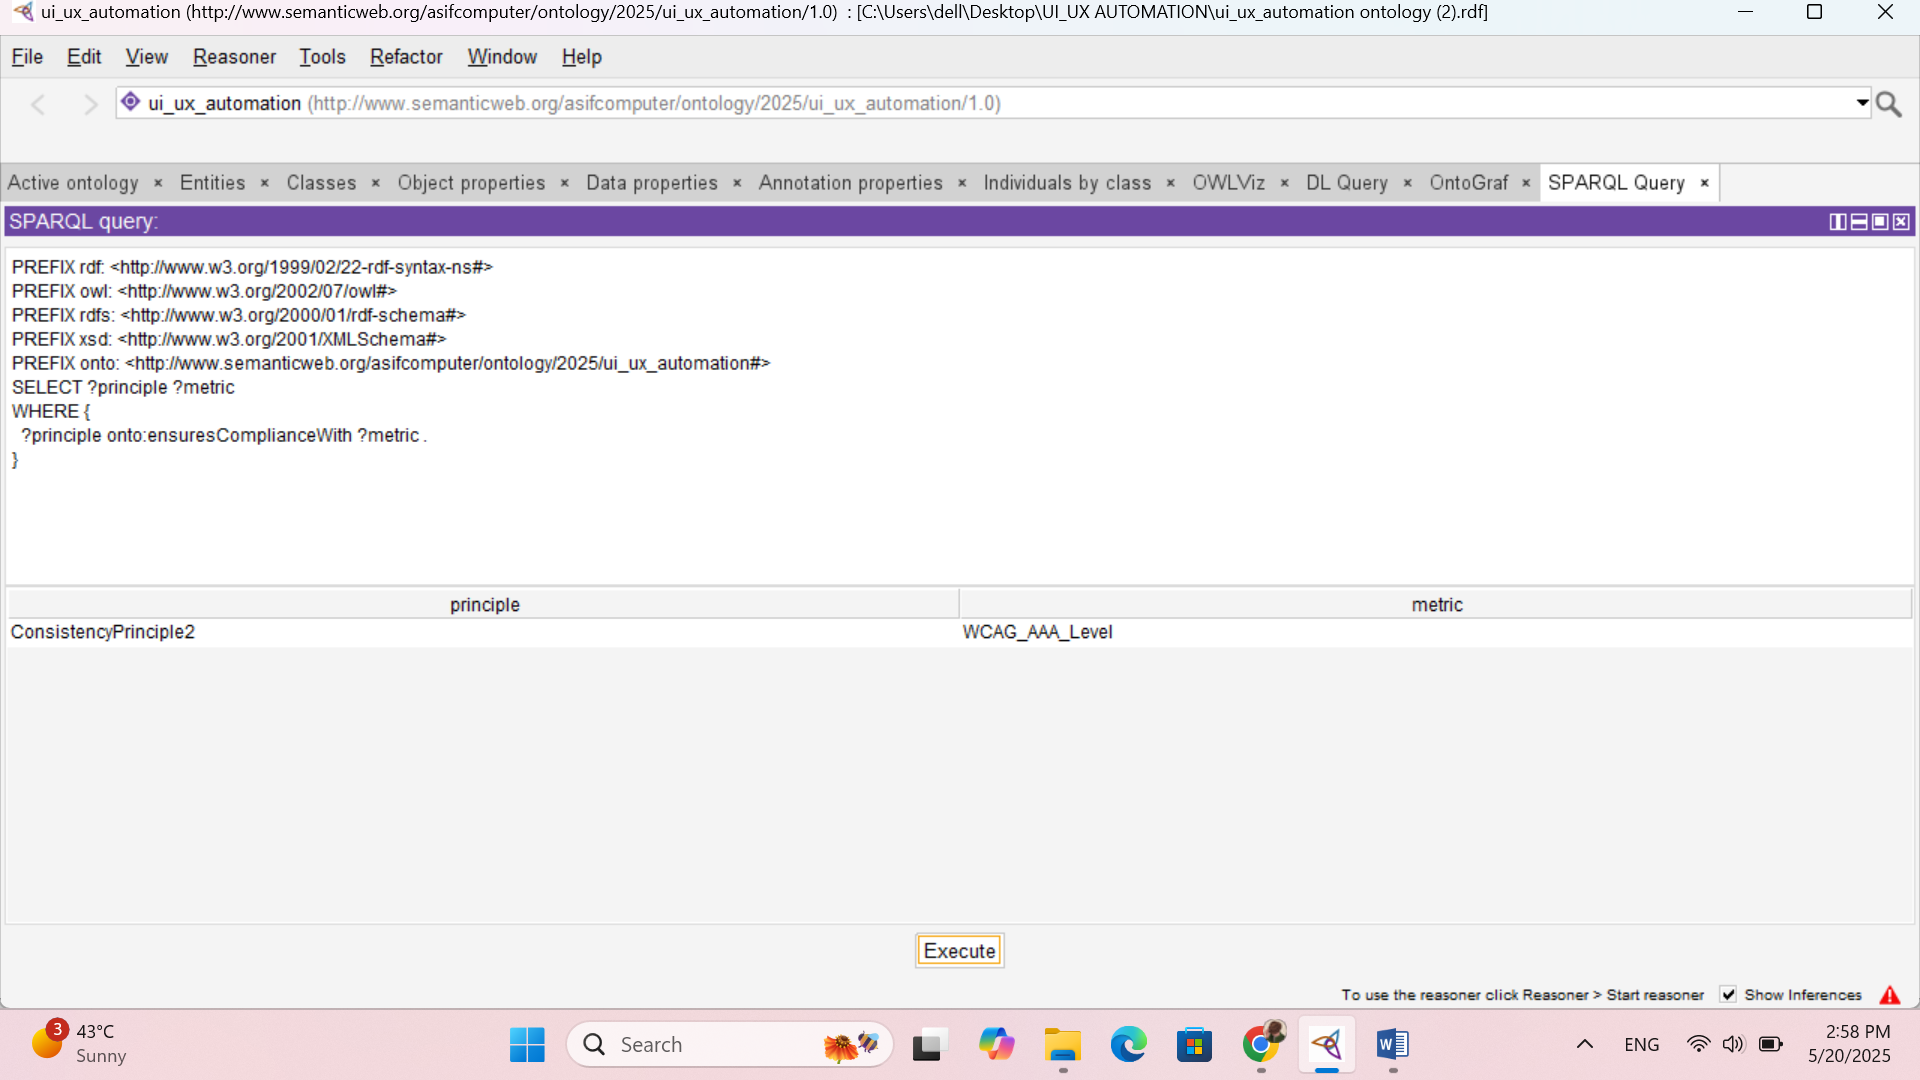 ui_ux_automation (http://www.semanticweb.org/asifcomputer/ontology/2025/ui_ux_automation/1.0)  : [C:\Users\dell\Desktop\UI_UX AUTOMATION\ui_ux_automation ontology (2).rdf]
File Edit View Reasoner Tools Refactor Window Help
ui_ux_automation (http://www.semanticweb.org/asifcomputer/ontology/2025/ui_ux_automation/1.0)
Active ontology × Entities × Classes × Object properties × Data properties × Annotation properties × Individuals by class × OWLViz × DL Query × OntoGraf × SPARQL Query ×
SPARQL query:
PREFIX rdf: <http://www.w3.org/1999/02/22-rdf-syntax-ns#>
PREFIX owl: <http://www.w3.org/2002/07/owl#>
PREFIX rdfs: <http://www.w3.org/2000/01/rdf-schema#>
PREFIX xsd: <http://www.w3.org/2001/XMLSchema#>
PREFIX onto: <http://www.semanticweb.org/asifcomputer/ontology/2025/ui_ux_automation#>
SELECT ?principle ?metric
WHERE {
  ?principle onto:ensuresComplianceWith ?metric .
}
principle metric
ConsistencyPrinciple2 WCAG_AAA_Level
Execute
To use the reasoner click Reasoner > Start reasoner Show Inferences
3 43°C
Sunny
Search
ENG
2:58 PM
5/20/2025